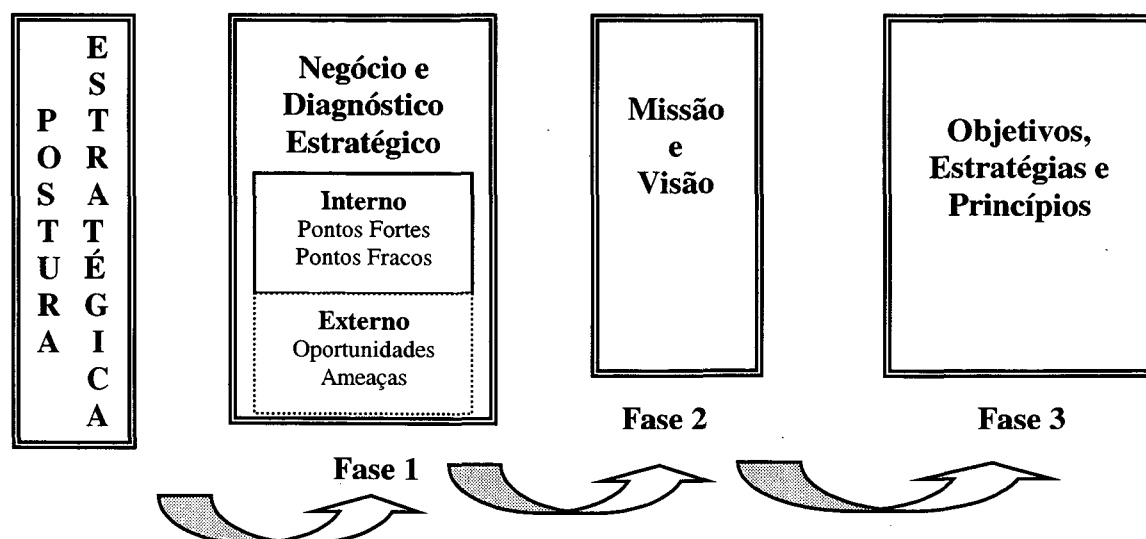 POSTURA
ESTRATÉGICA
Negócio e
Diagnóstico
Estratégico
Interno
Pontos Fortes
Pontos Fracos
Externo
Oportunidades
Ameaças
Fase 1
Missão
e
Visão
Fase 2
Objetivos,
Estratégias e
Princípios
Fase 3